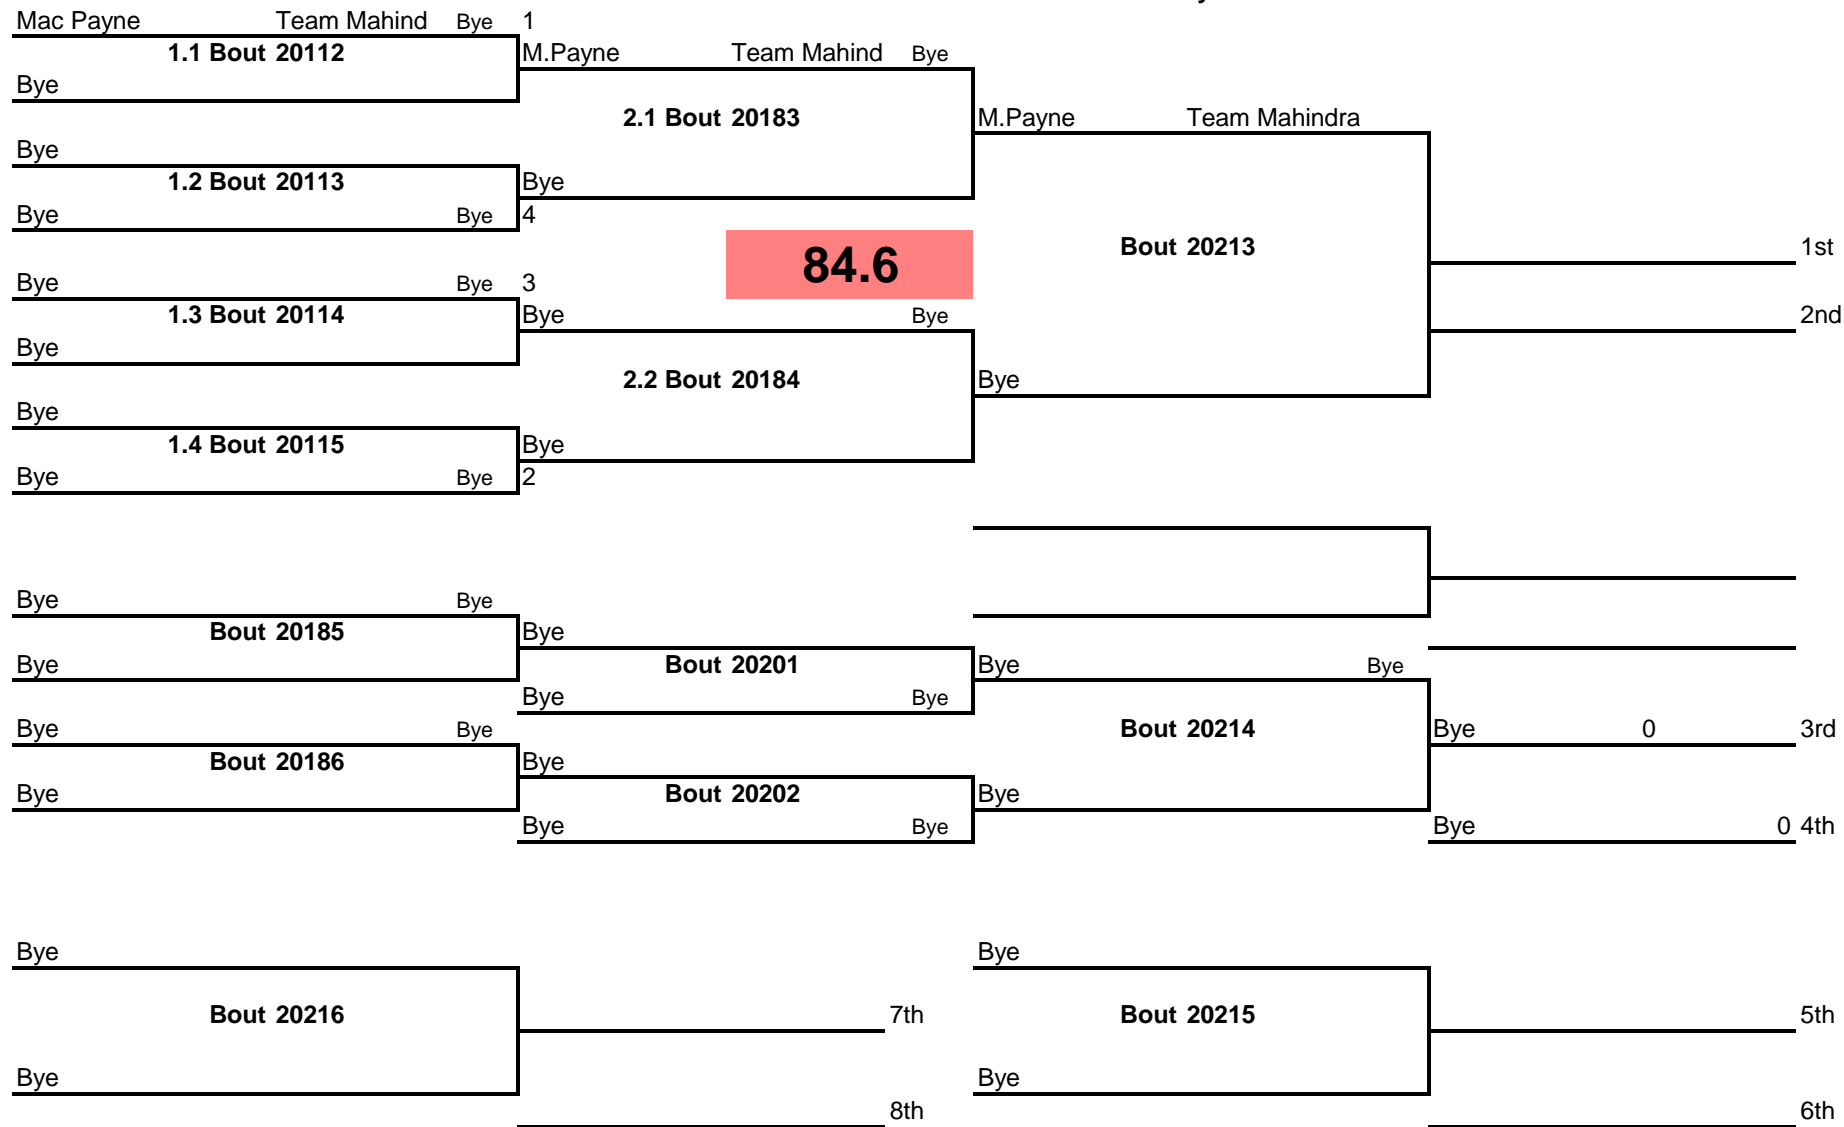 Mac Payne Team Mahind Bye 1
1.1 Bout 20112 M.Payne Team Mahind Bye
Bye
2.1 Bout 20183 M.Payne Team Mahindra
Bye
1.2 Bout 20113 Bye
Bye Bye 4
84.6 Bout 20213 1st
Bye Bye 3
1.3 Bout 20114 Bye Bye 2nd
Bye
2.2 Bout 20184 Bye
Bye
1.4 Bout 20115 Bye
Bye Bye 2
Bye Bye
Bout 20185 Bye
Bye Bout 20201 Bye Bye
Bye Bye
Bye Bye Bout 20214 Bye 0 3rd
Bout 20186 Bye
Bye Bout 20202 Bye
Bye Bye Bye 0 4th
Bye Bye
Bout 20216 7th Bout 20215 5th
Bye Bye
8th 6th